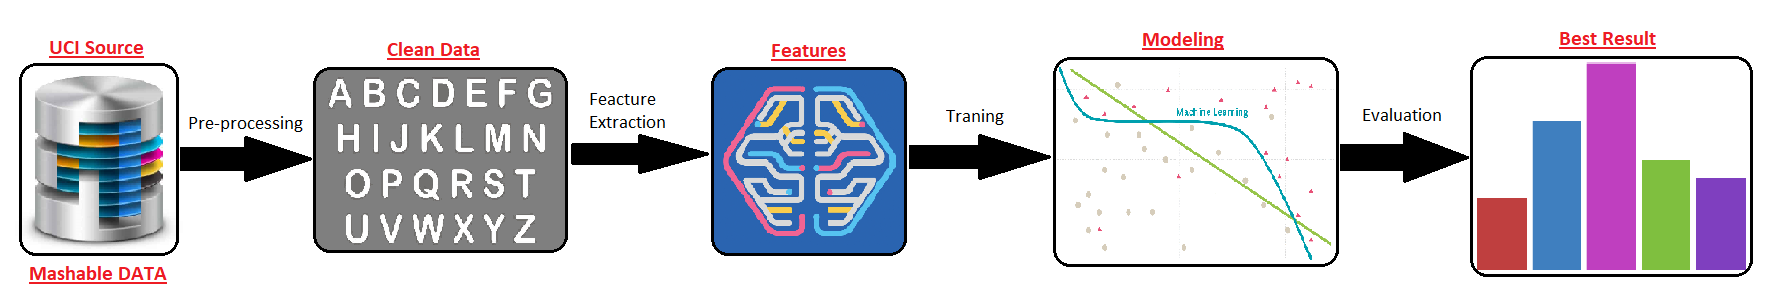 UCI Source
Mashable DATA
Pre-processing
Clean Data
A B C D E F G
H I J K L M N
O P Q R S T
U V W X Y Z
Feacture
Extraction
Features
Traning
Modeling
Machine Learning
Evaluation
Best Result